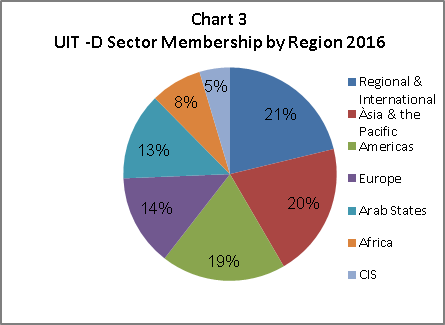 Chart 3
UIT -D Sector Membership by Region 2016
5%
8%
21%
13%
20%
14%
19%
Regional &
International
Asia & the
Pacific
Americas
Europe
Arab States
Africa
CIS